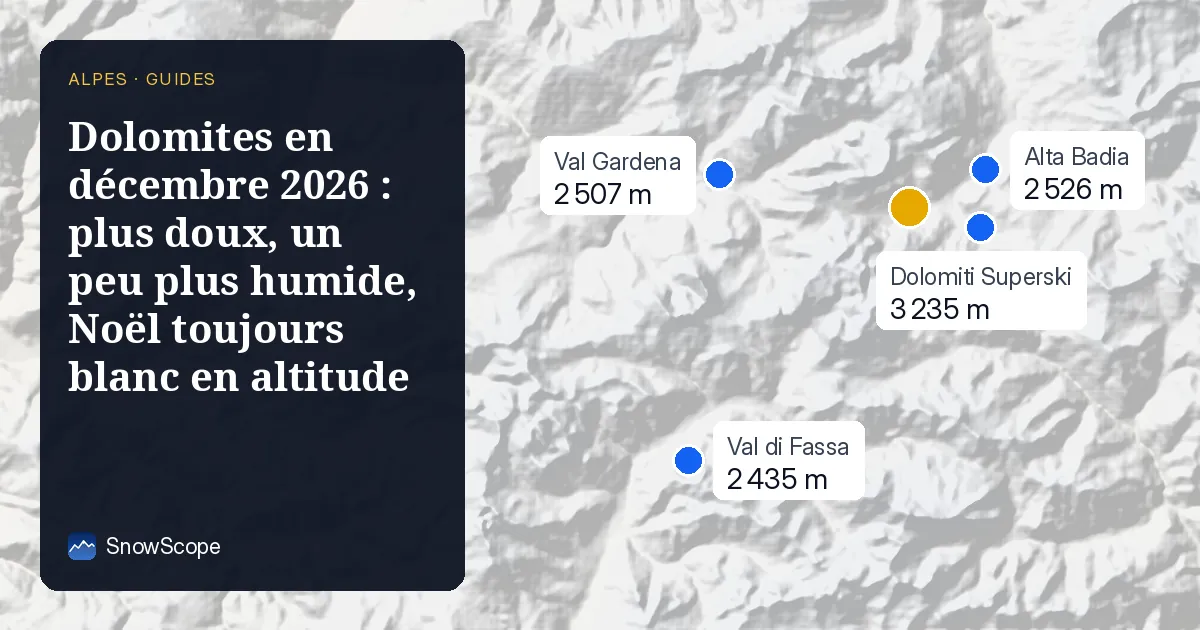 ALPES · GUIDES
Dolomites en
décembre 2026 :
plus doux, un
peu plus humide,
Noël toujours
blanc en altitude
SnowScope
Val Gardena
2 507 m
Alta Badia
2 526 m
Dolomiti Superski
3 235 m
Val di Fassa
2 435 m